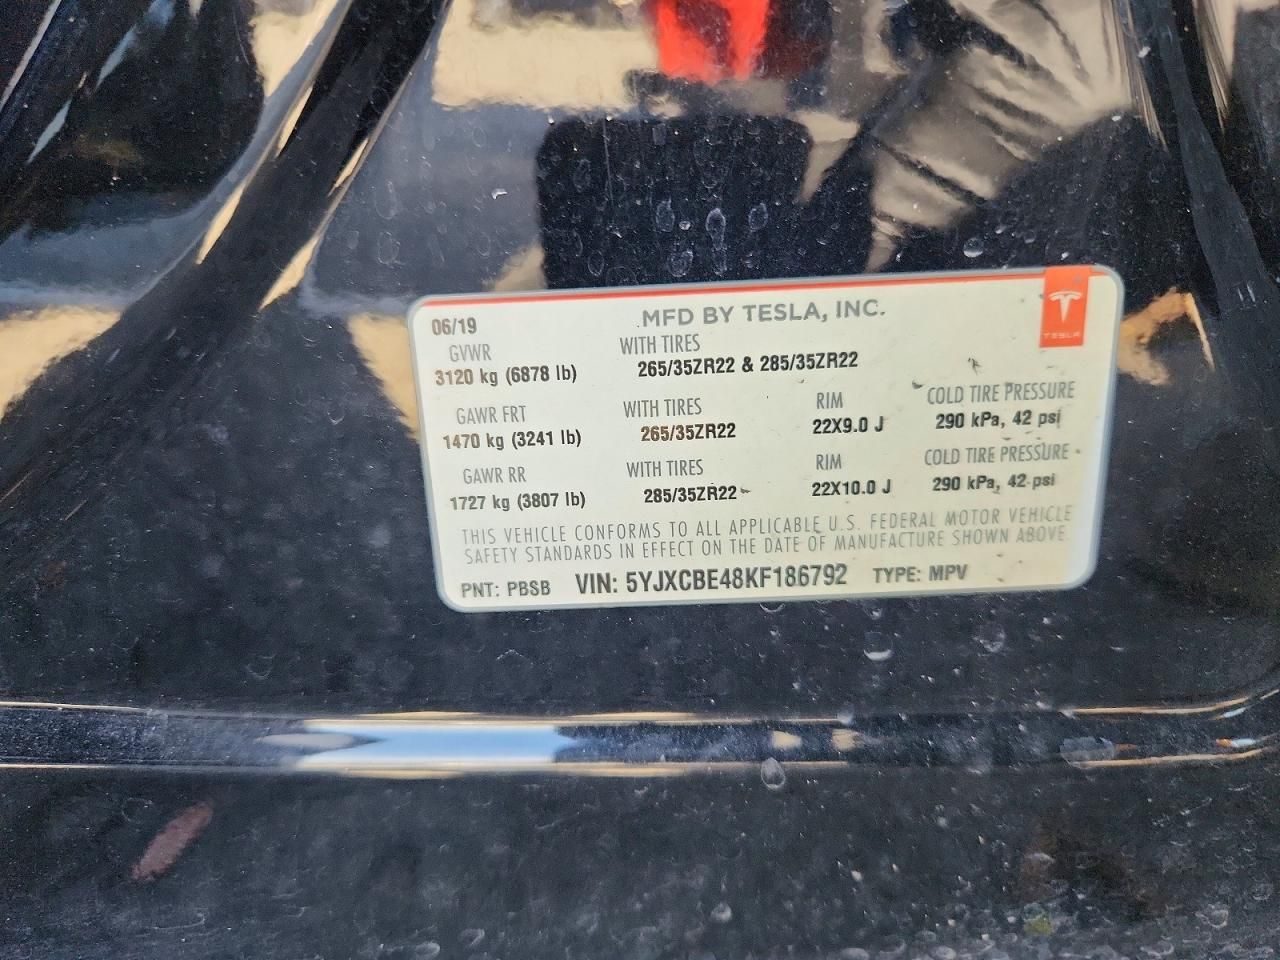 06/19 MFD BY TESLA, INC.
TESLA
GVWR WITH TIRES
3120 kg (6878 lb) 265/35ZR22 & 285/35ZR22
GAWR FRT WITH TIRES RIM COLD TIRE PRESSURE
1470 kg (3241 lb) 265/35ZR22 22X9.0 J 290 kPa, 42 psi
GAWR RR WITH TIRES RIM COLD TIRE PRESSURE
1727 kg (3807 lb) 285/35ZR22 22X10.0 J 290 kPa, 42 psi
THIS VEHICLE CONFORMS TO ALL APPLICABLE U.S. FEDERAL MOTOR VEHICLE
SAFETY STANDARDS IN EFFECT ON THE DATE OF MANUFACTURE SHOWN ABOVE.
PNT: PBSB VIN: 5YJXCBE48KF186792 TYPE: MPV